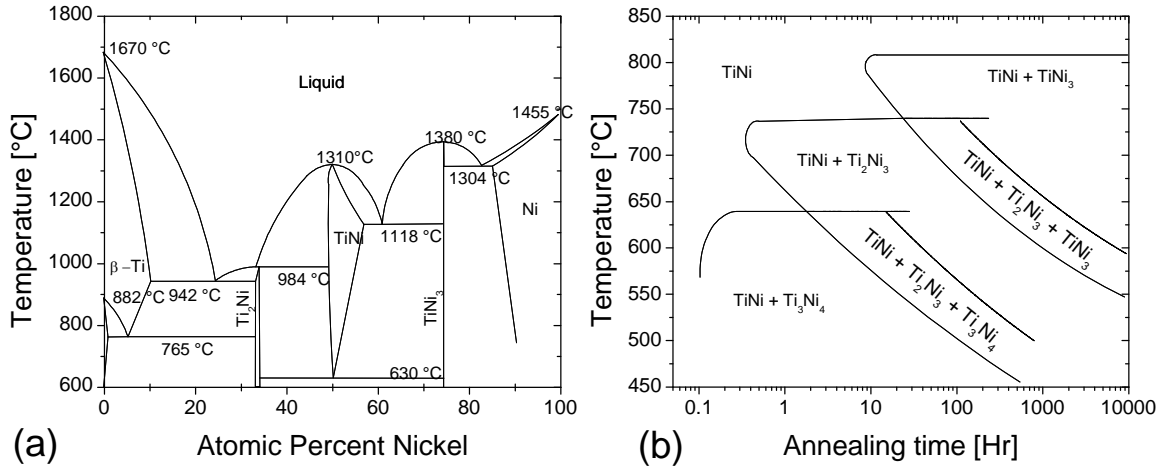 1800
1600
1400
1200
1000
800
600
Temperature [°C]
0
20
40
60
80
100
Atomic Percent Nickel
(a)
1670 °C
Liquid
1455 °C
1380 °C
1310°C
1304 °C
Ni
TiNi
1118 °C
β –Ti
984 °C
882 °C
942 °C
Ti₂Ni
TiNi₃
765 °C
630 °C
850
800
750
700
650
600
550
500
450
Temperature [°C]
0.1
1
10
100
1000
10000
Annealing time [Hr]
(b)
TiNi
TiNi + TiNi₃
TiNi + Ti₂Ni₃
TiNi + Ti₂Ni₃ + TiNi₃
TiNi + Ti₂Ni₃ + Ti₃Ni₄
TiNi + Ti₃Ni₄